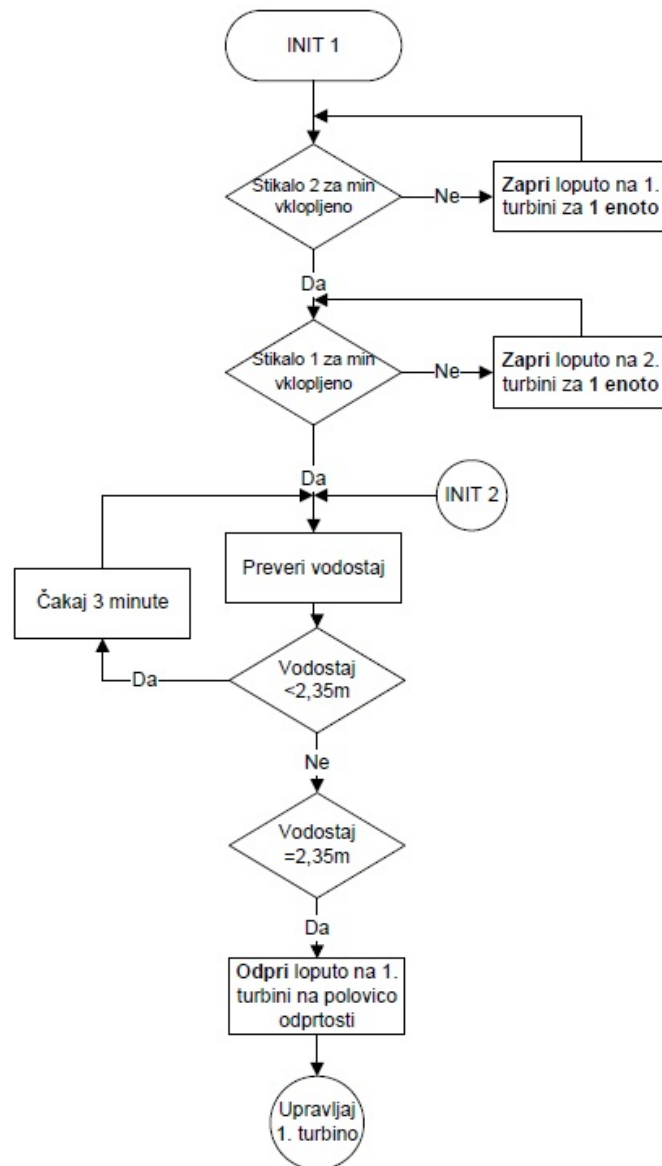 INIT 1
Stikalo 2 za min
vklopljeno
Ne
Zapri loputo na 1.
turbini za 1 enoto
Da
Stikalo 1 za min
vklopljeno
Ne
Zapri loputo na 2.
turbini za 1 enoto
Da
INIT 2
Preveri vodostaj
Čakaj 3 minute
Da
Vodostaj
<2,35m
Ne
Vodostaj
=2,35m
Da
Odpri loputo na 1.
turbini na polovico
odprtosti
Upravljaj
1. turbino